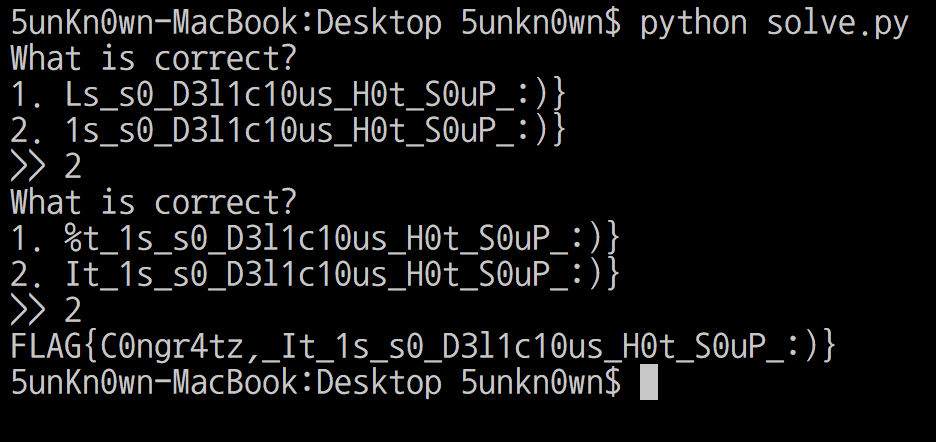 5unKn0wn-MacBook:Desktop 5unkn0wn$ python solve.py
What is correct?
1. Ls_s0_D3l1c10us_H0t_S0uP_:)}
2. 1s_s0_D3l1c10us_H0t_S0uP_:)}
>> 2
What is correct?
1. %t_1s_s0_D3l1c10us_H0t_S0uP_:)}
2. It_1s_s0_D3l1c10us_H0t_S0uP_:)}
>> 2
FLAG{C0ngr4tz,_It_1s_s0_D3l1c10us_H0t_S0uP_:)}
5unKn0wn-MacBook:Desktop 5unkn0wn$